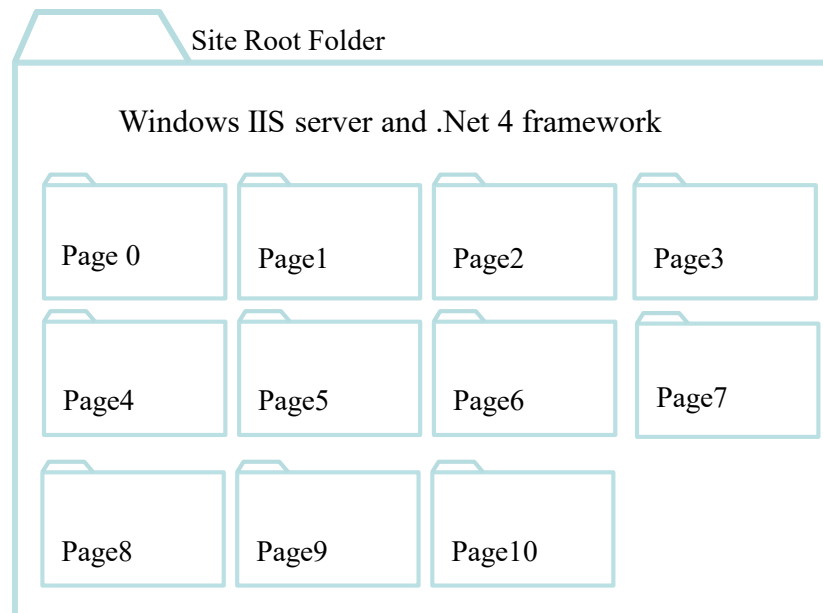 Site Root Folder
Windows IIS server and .Net 4 framework
Page 0
Page1
Page2
Page3
Page4
Page5
Page6
Page7
Page8
Page9
Page10